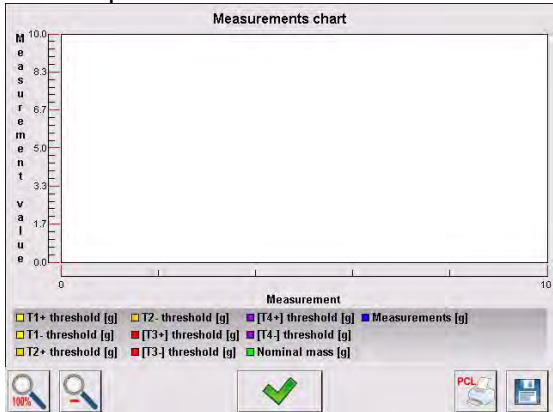 Measurements chart
Measurement value
10.0
8.3
6.7
5.0
3.3
1.7
0.0
0 10
Measurement
T1+ threshold [g] T2- threshold [g] [T4+] threshold [g] Measurements [g]
T1- threshold [g] [T3+] threshold [g] [T4-] threshold [g]
T2+ threshold [g] [T3-] threshold [g] Nominal mass [g]
100% PCL